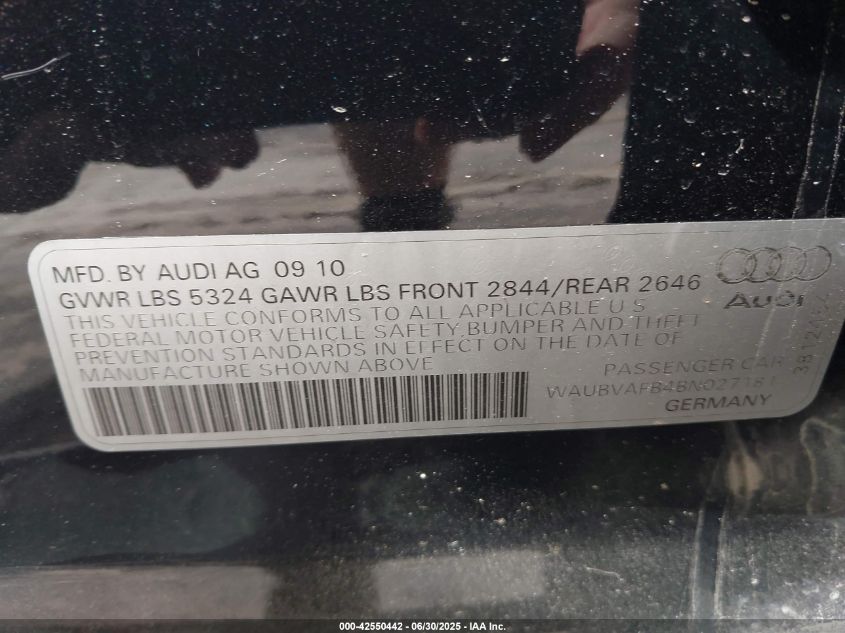 MFD. BY AUDI AG 09 10
GVWR LBS 5324 GAWR LBS FRONT 2844/REAR 2646
THIS VEHICLE CONFORMS TO ALL APPLICABLE U S
FEDERAL MOTOR VEHICLE SAFETY, BUMPER AND THEFT
PREVENTION STANDARDS IN EFFECT ON THE DATE OF
MANUFACTURE SHOWN ABOVE
PASSENGER CAR
WAUBVAFB4BN027181
GERMANY
Audi
000-42550442 - 06/30/2025 - IAA Inc.